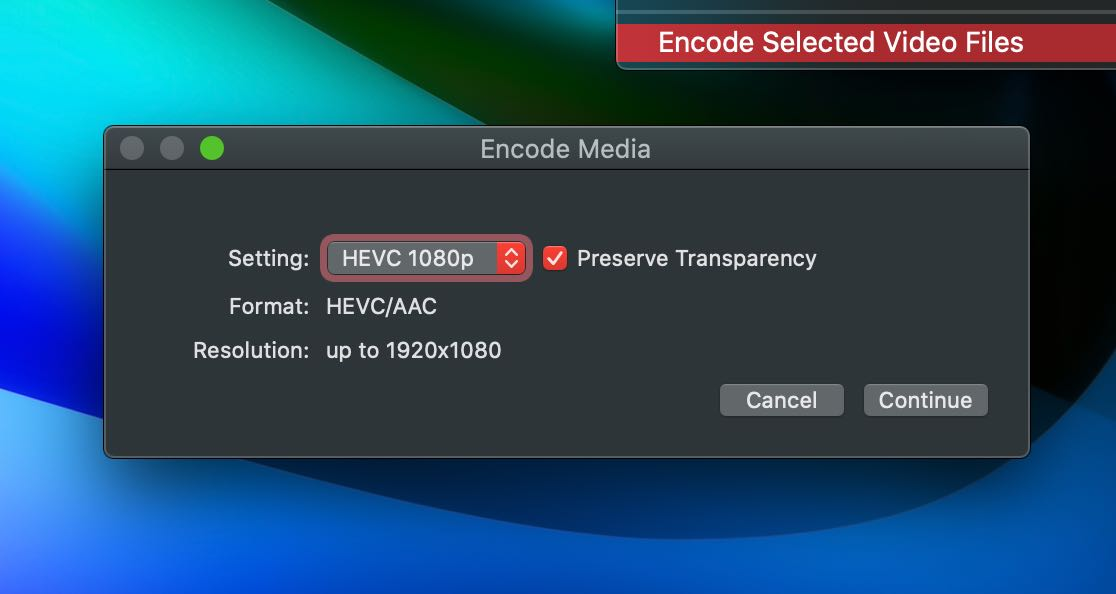 Encode Selected Video Files
Encode Media
Setting: HEVC 1080p Preserve Transparency
Format: HEVC/AAC
Resolution: up to 1920x1080
Cancel Continue